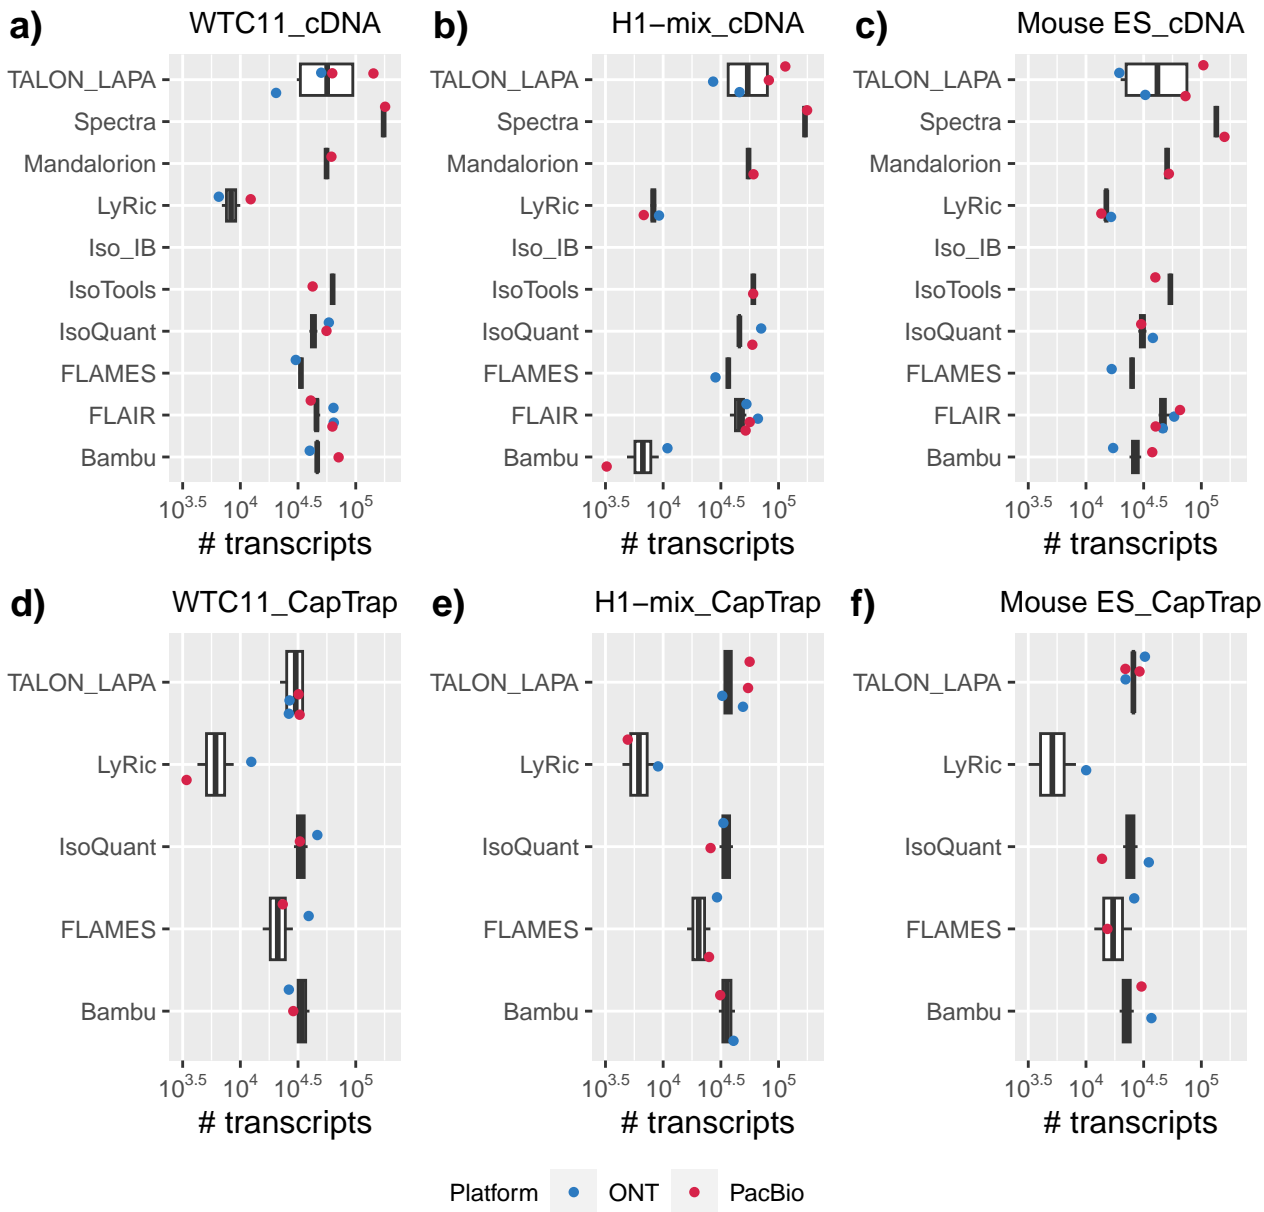 a) WTC11_cDNA
TALON_LAPA
Spectra
Mandalorion
LyRic
Iso_IB
IsoTools
IsoQuant
FLAMES
FLAIR
Bambu
10^3.5 10^4 10^4.5 10^5
# transcripts
b) H1−mix_cDNA
TALON_LAPA
Spectra
Mandalorion
LyRic
Iso_IB
IsoTools
IsoQuant
FLAMES
FLAIR
Bambu
10^3.5 10^4 10^4.5 10^5
# transcripts
c) Mouse ES_cDNA
TALON_LAPA
Spectra
Mandalorion
LyRic
Iso_IB
IsoTools
IsoQuant
FLAMES
FLAIR
Bambu
10^3.5 10^4 10^4.5 10^5
# transcripts
d) WTC11_CapTrap
TALON_LAPA
LyRic
IsoQuant
FLAMES
Bambu
10^3.5 10^4 10^4.5 10^5
# transcripts
e) H1−mix_CapTrap
TALON_LAPA
LyRic
IsoQuant
FLAMES
Bambu
10^3.5 10^4 10^4.5 10^5
# transcripts
f) Mouse ES_CapTrap
TALON_LAPA
LyRic
IsoQuant
FLAMES
Bambu
10^3.5 10^4 10^4.5 10^5
# transcripts
Platform ONT PacBio